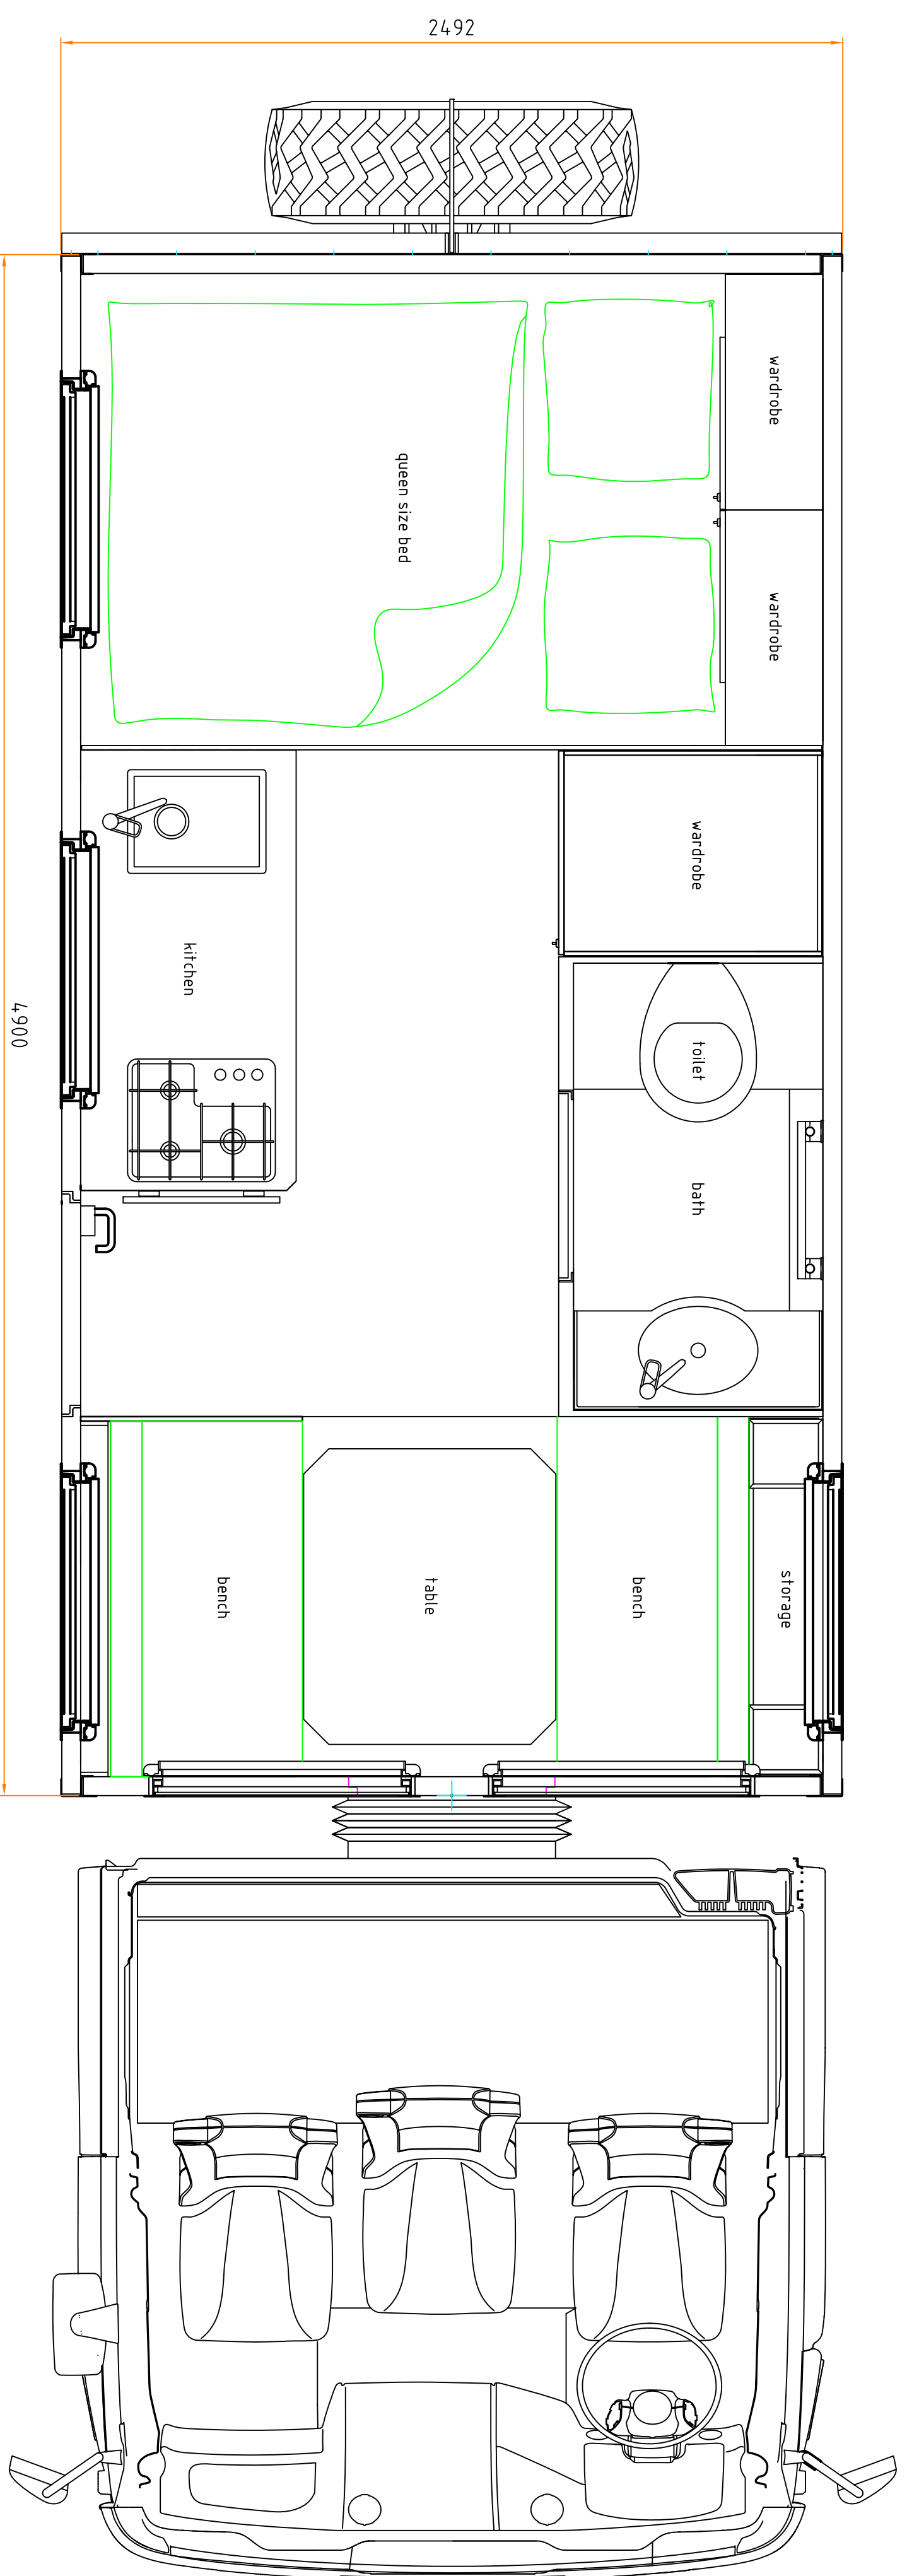 2492
wardrobe
queen size bed
wardrobe
wardrobe
kitchen
4900
toilet
bath
bench
table
bench
storage